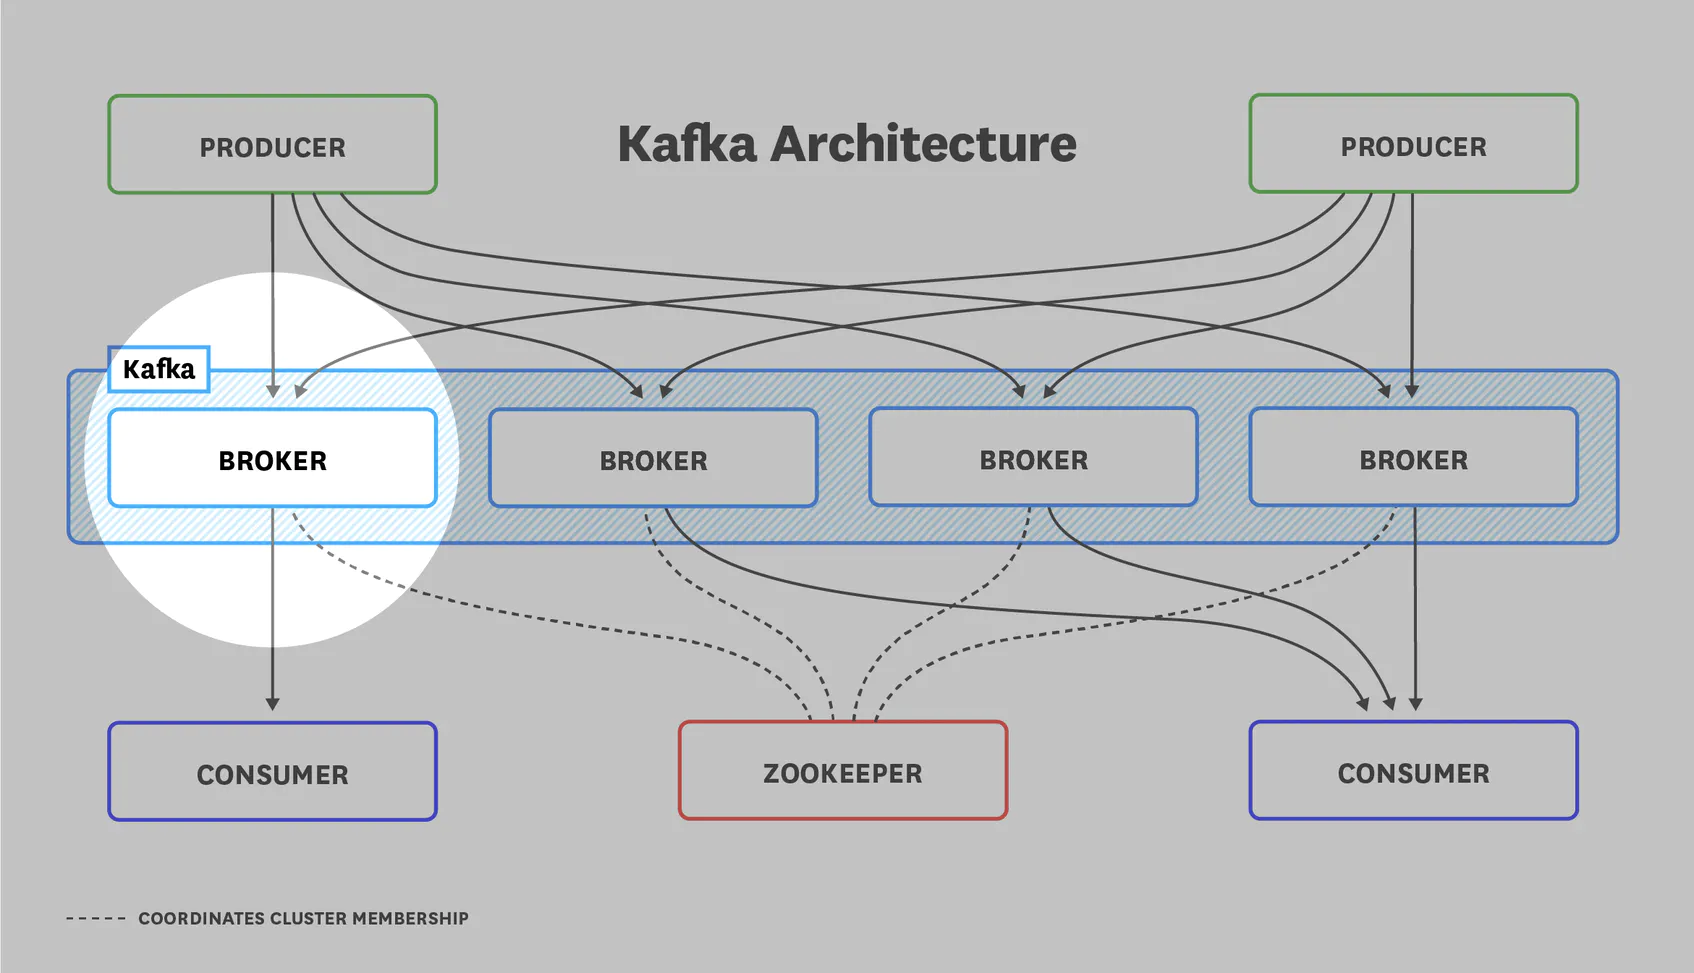 PRODUCER
Kafka Architecture
PRODUCER
Kafka
BROKER
BROKER
BROKER
BROKER
CONSUMER
ZOOKEEPER
CONSUMER
COORDINATES CLUSTER MEMBERSHIP